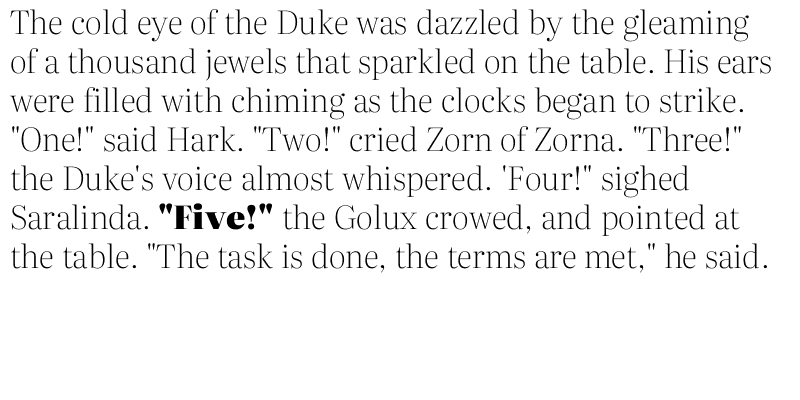 The cold eye of the Duke was dazzled by the gleaming
of a thousand jewels that sparkled on the table. His ears
were filled with chiming as the clocks began to strike.
"One!" said Hark. "Two!" cried Zorn of Zorna. "Three!"
the Duke's voice almost whispered. 'Four!" sighed
Saralinda. "Five!" the Golux crowed, and pointed at
the table. "The task is done, the terms are met," he said.